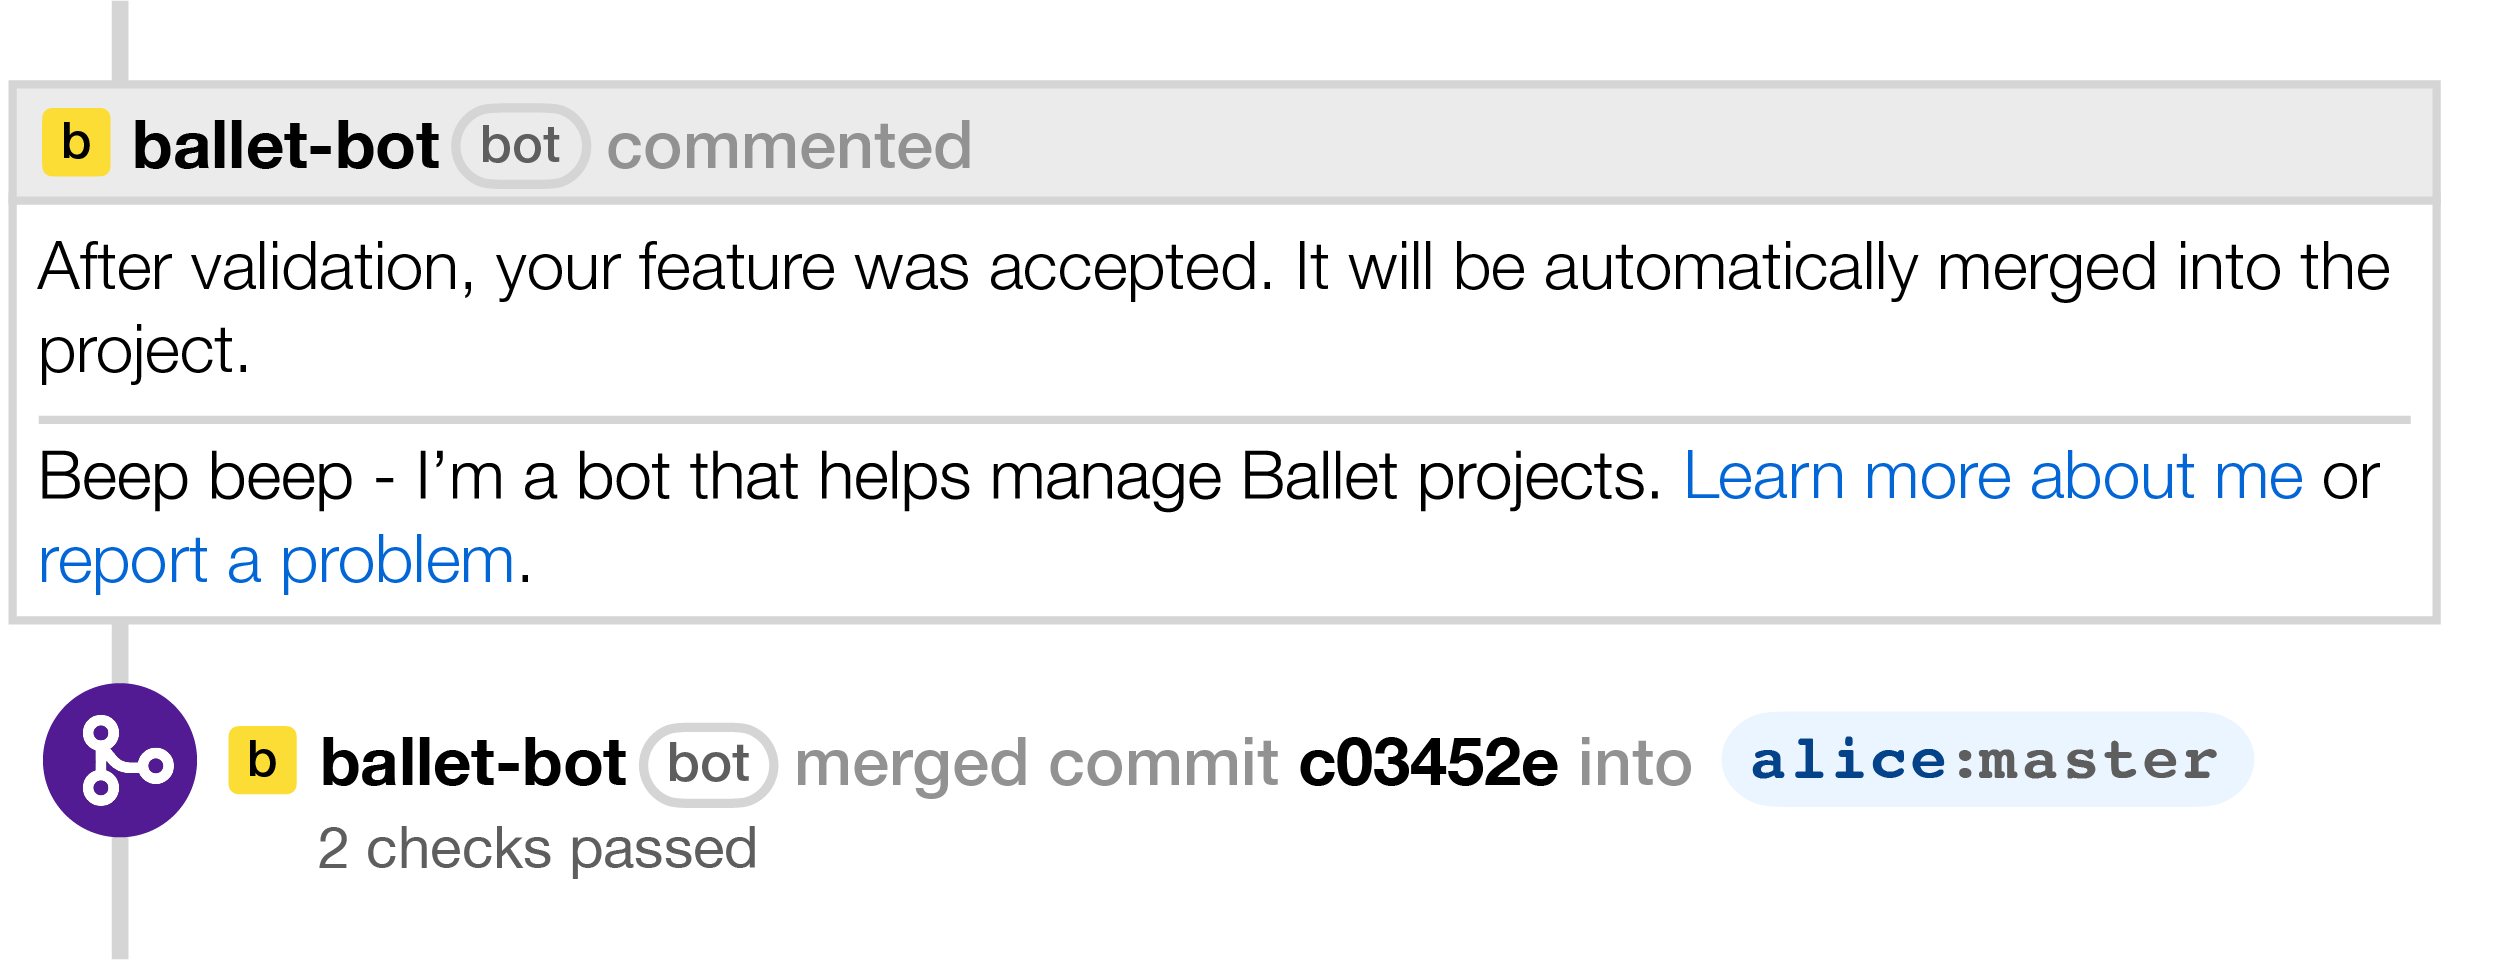 b ballet-bot bot commented
After validation, your feature was accepted. It will be automatically merged into the
project.
Beep beep - I’m a bot that helps manage Ballet projects. Learn more about me or
report a problem.
b ballet-bot bot merged commit c03452e into alice:master
2 checks passed